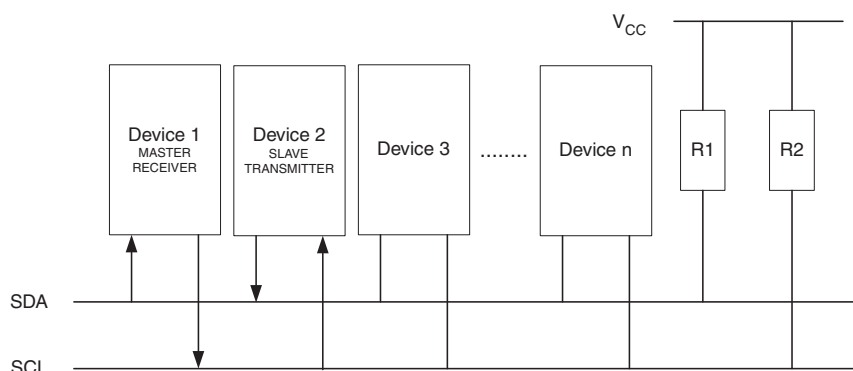 VCC
Device 1
MASTER
RECEIVER
Device 2
SLAVE
TRANSMITTER
Device 3
........
Device n
R1
R2
SDA
SCL